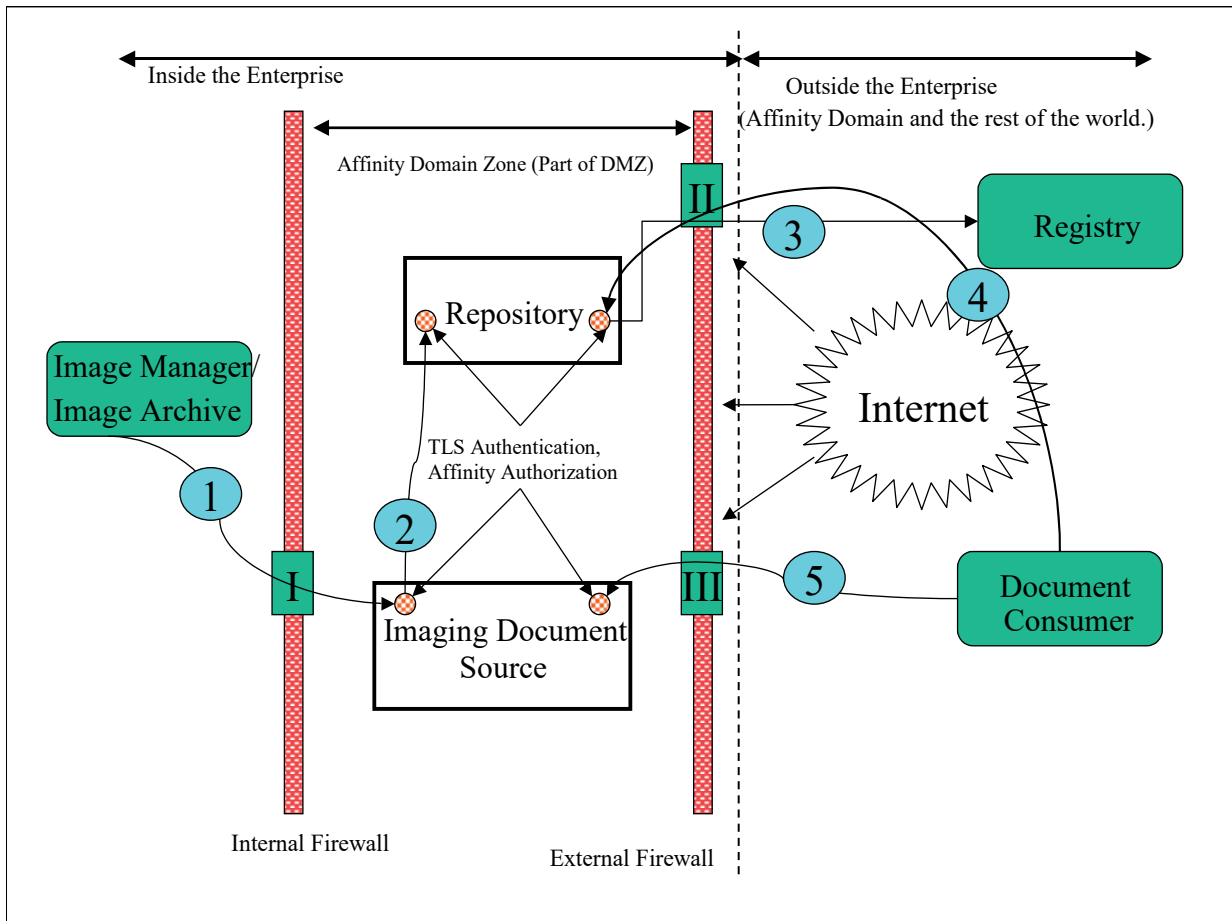 Inside the Enterprise
Outside the Enterprise
(Affinity Domain and the rest of the world.)
Affinity Domain Zone (Part of DMZ)
II
3
Registry
4
Repository
Image Manager/
Image Archive
Internet
TLS Authentication,
Affinity Authorization
1
2
I
III
5
Document
Consumer
Imaging Document
Source
Internal Firewall
External Firewall